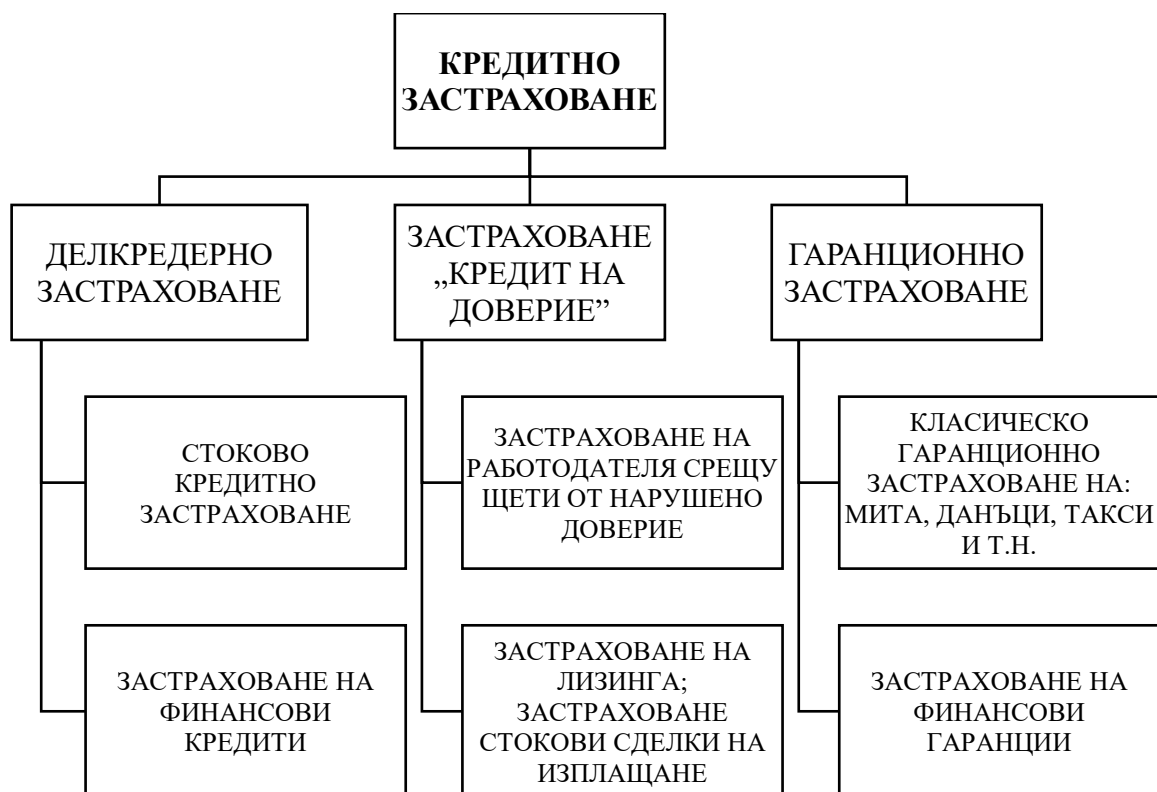 КРЕДИТНО
ЗАСТРАХОВАНЕ
ДЕЛКРЕДЕРНО
ЗАСТРАХОВАНЕ
ЗАСТРАХОВАНЕ
„КРЕДИТ НА
ДОВЕРИЕ”
ГАРАНЦИОННО
ЗАСТРАХОВАНЕ
СТОКОВО
КРЕДИТНО
ЗАСТРАХОВАНЕ
ЗАСТРАХОВАНЕ НА
РАБОТОДАТЕЛЯ СРЕЩУ
ЩЕТИ ОТ НАРУШЕНО
ДОВЕРИЕ
КЛАСИЧЕСКО
ГАРАНЦИОННО
ЗАСТРАХОВАНЕ НА:
МИТА, ДАНЪЦИ, ТАКСИ
И Т.Н.
ЗАСТРАХОВАНЕ НА
ФИНАНСОВИ
КРЕДИТИ
ЗАСТРАХОВАНЕ НА
ЛИЗИНГА;
ЗАСТРАХОВАНЕ
СТОКОВИ СДЕЛКИ НА
ИЗПЛАЩАНЕ
ЗАСТРАХОВАНЕ НА
ФИНАНСОВИ
ГАРАНЦИИ